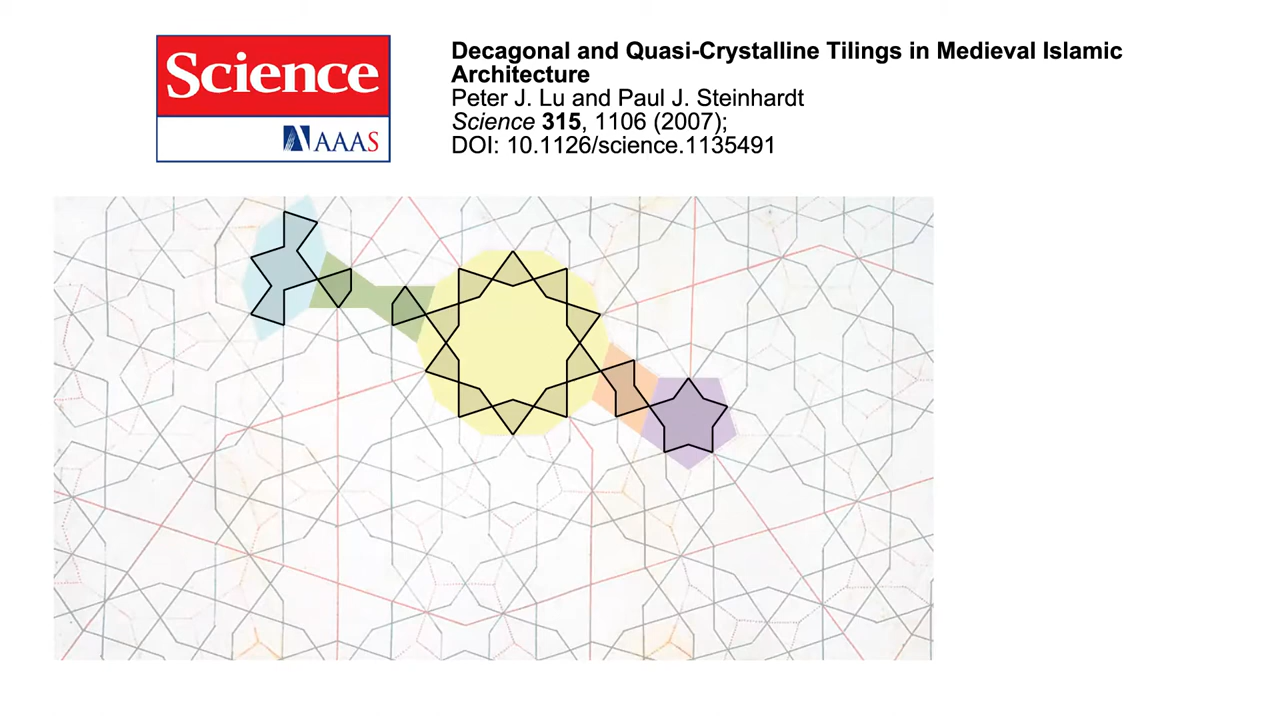 Science
AAAS
Decagonal and Quasi-Crystalline Tilings in Medieval Islamic
Architecture
Peter J. Lu and Paul J. Steinhardt
Science 315, 1106 (2007);
DOI: 10.1126/science.1135491